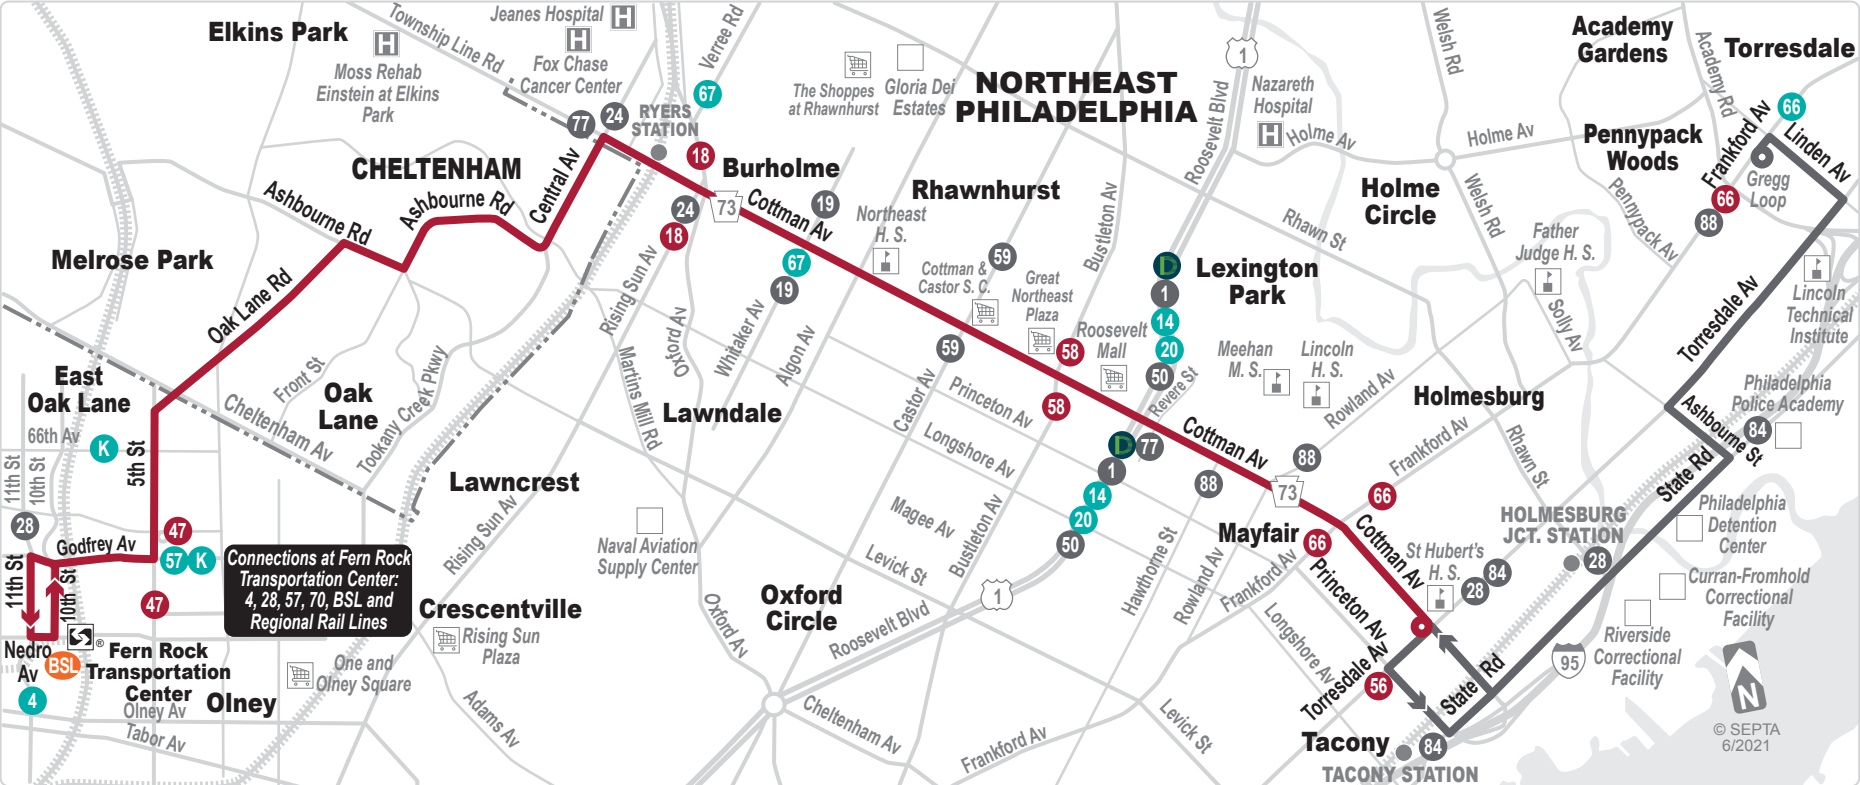 Elkins Park
Township Line Rd
Jeanes Hospital
H
H
H
Moss Rehab
Einstein at Elkins
Park
Fox Chase
Cancer Center
Verree Rd
67
The Shoppes
at Rhawnhurst
Gloria Dei
Estates
NORTHEAST
PHILADELPHIA
1
Roosevelt Blvd
Nazareth
Hospital
H
Holme Av
Welsh Rd
Holme Av
Academy
Gardens
Academy Rd
Torresdale
66
Frankford Av
Linden Av
Pennypack
Woods
Gregg
Loop
66
88
77
24
RYERS
STATION
18
Burholme
73
Cottman Av
19
24
18
CHELTENHAM
Ashbourne Rd
Ashbourne Rd
Central Av
Rhawnhurst
Northeast
H. S.
Bustleton Av
Holme
Circle
Welsh Rd
Pennypack Av
Rhawn St
Father
Judge H. S.
Solly Av
Melrose Park
Oak Lane Rd
67
19
Rising Sun Av
Oxford Av
Whitaker Av
Algon Av
Cottman &
Castor S. C.
59
Great
Northeast
Plaza
D
1
14
20
50
Lexington
Park
Roosevelt
Mall
58
59
58
Revere St
Meehan
M. S.
Lincoln
H. S.
Rowland Av
Holmesburg
Torresdale Av
Lincoln
Technical
Institute
Philadelphia
Police Academy
Ashbourne St
84
State Rd
East
Oak Lane
66th Av
K
11th St
10th St
5th St
Front St
Oak
Lane
Cheltenham Av
Tookany Creek Pkwy
Martins Mill Rd
Lawndale
Castor Av
Princeton Av
Longshore Av
D
77
1
14
20
50
Cottman Av
88
88
73
Frankford Av
Rhawn St
66
Lawncrest
Rising Sun Av
Naval Aviation
Supply Center
Magee Av
Levick St
Bustleton Av
Mayfair
66
Cottman Av
HOLMESBURG
JCT. STATION
28
Philadelphia
Detention
Center
28
Godfrey Av
47
57
K
11th St
10th St
47
Connections at Fern Rock
Transportation Center:
4, 28, 57, 70, BSL and
Regional Rail Lines
Crescentville
Rising Sun
Plaza
Oxford
Circle
Oxford Av
Roosevelt Blvd
1
Hawthorne St
Rowland Av
Frankford Av
Princeton Av
St Hubert's
H. S.
84
28
Curran-Fromhold
Correctional
Facility
Riverside
Correctional
Facility
Nedro
Av
BSL
®
4
Fern Rock
Transportation
Center
Olney Av
Tabor Av
Olney
One and
Olney Square
Adams Av
Cheltenham Av
Frankford Av
Levick St
Longshore Av
Torresdale Av
56
State Rd
95
Tacony
84
TACONY STATION
N
© SEPTA
6/2021